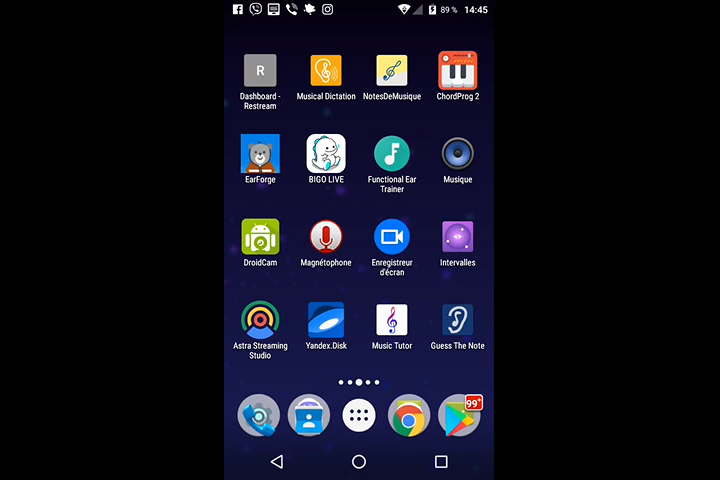 89 % 14:45
R
Dashboard -
Restream
Musical Dictation
NotesDeMusique
ChordProg 2
EarForge
BIGO LIVE
Functional Ear
Trainer
Musique
DroidCam
Magnétophone
Enregistreur
d'écran
Intervalles
Astra Streaming
Studio
Yandex.Disk
Music Tutor
Guess The Note
99+